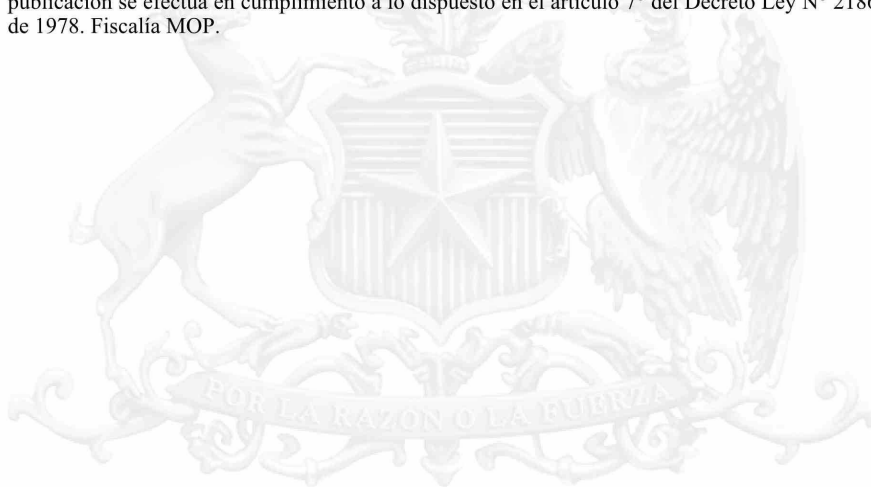 publicación se efectúa en cumplimiento a lo dispuesto en el artículo 7° del Decreto Ley N° 2186
de 1978. Fiscalía MOP.
POR LA RAZÓN O LA FUERZA